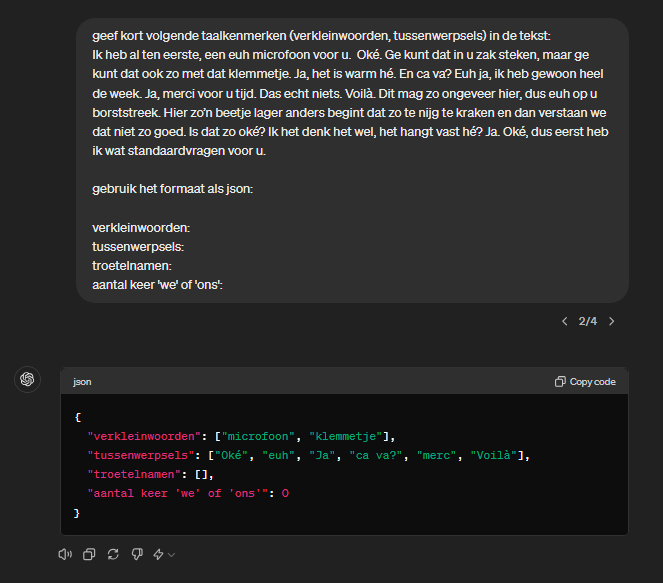 geef kort volgende taalkenmerken (verkleinwoorden, tussenwerpsels) in de tekst:
Ik heb al ten eerste, een euh microfoon voor u.  Oké. Ge kunt dat in u zak steken, maar ge
kunt dat ook zo met dat klemmetje. Ja, het is warm hé. En ca va? Euh ja, ik heb gewoon heel
de week. Ja, merci voor u tijd. Das echt niets. Voilà. Dit mag zo ongeveer hier, dus euh op u
borststreek. Hier zo'n beetje lager anders begint dat zo te nijg te kraken en dan verstaan we
dat niet zo goed. Is dat zo oké? Ik het denk het wel, het hangt vast hé? Ja. Oké, dus eerst heb
ik wat standaardvragen voor u.
gebruik het formaat als json:
verkleinwoorden:
tussenwerpsels:
troetelnamen:
aantal keer 'we' of 'ons':
< 2/4 >
json
Copy code
{
"verkleinwoorden": ["microfoon", "klemmetje"],
"tussenwerpsels": ["Oké", "euh", "Ja", "ca va?", "merc", "Voilà"],
"troetelnamen": [],
"aantal keer 'we' of 'ons'": 0
}